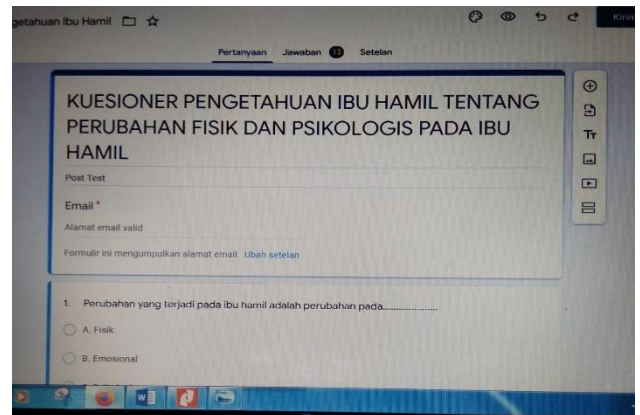 getahuan Ibu Hamil
Kirim
Pertanyaan Jawaban 13 Setelan
KUESIONER PENGETAHUAN IBU HAMIL TENTANG
PERUBAHAN FISIK DAN PSIKOLOGIS PADA IBU
HAMIL
Post Test
Email *
Alamat email valid
Formulir ini mengumpulkan alamat email. Ubah setelan
1. Perubahan yang terjadi pada ibu hamil adalah perubahan pada.....................
A. Fisik
B. Emosional